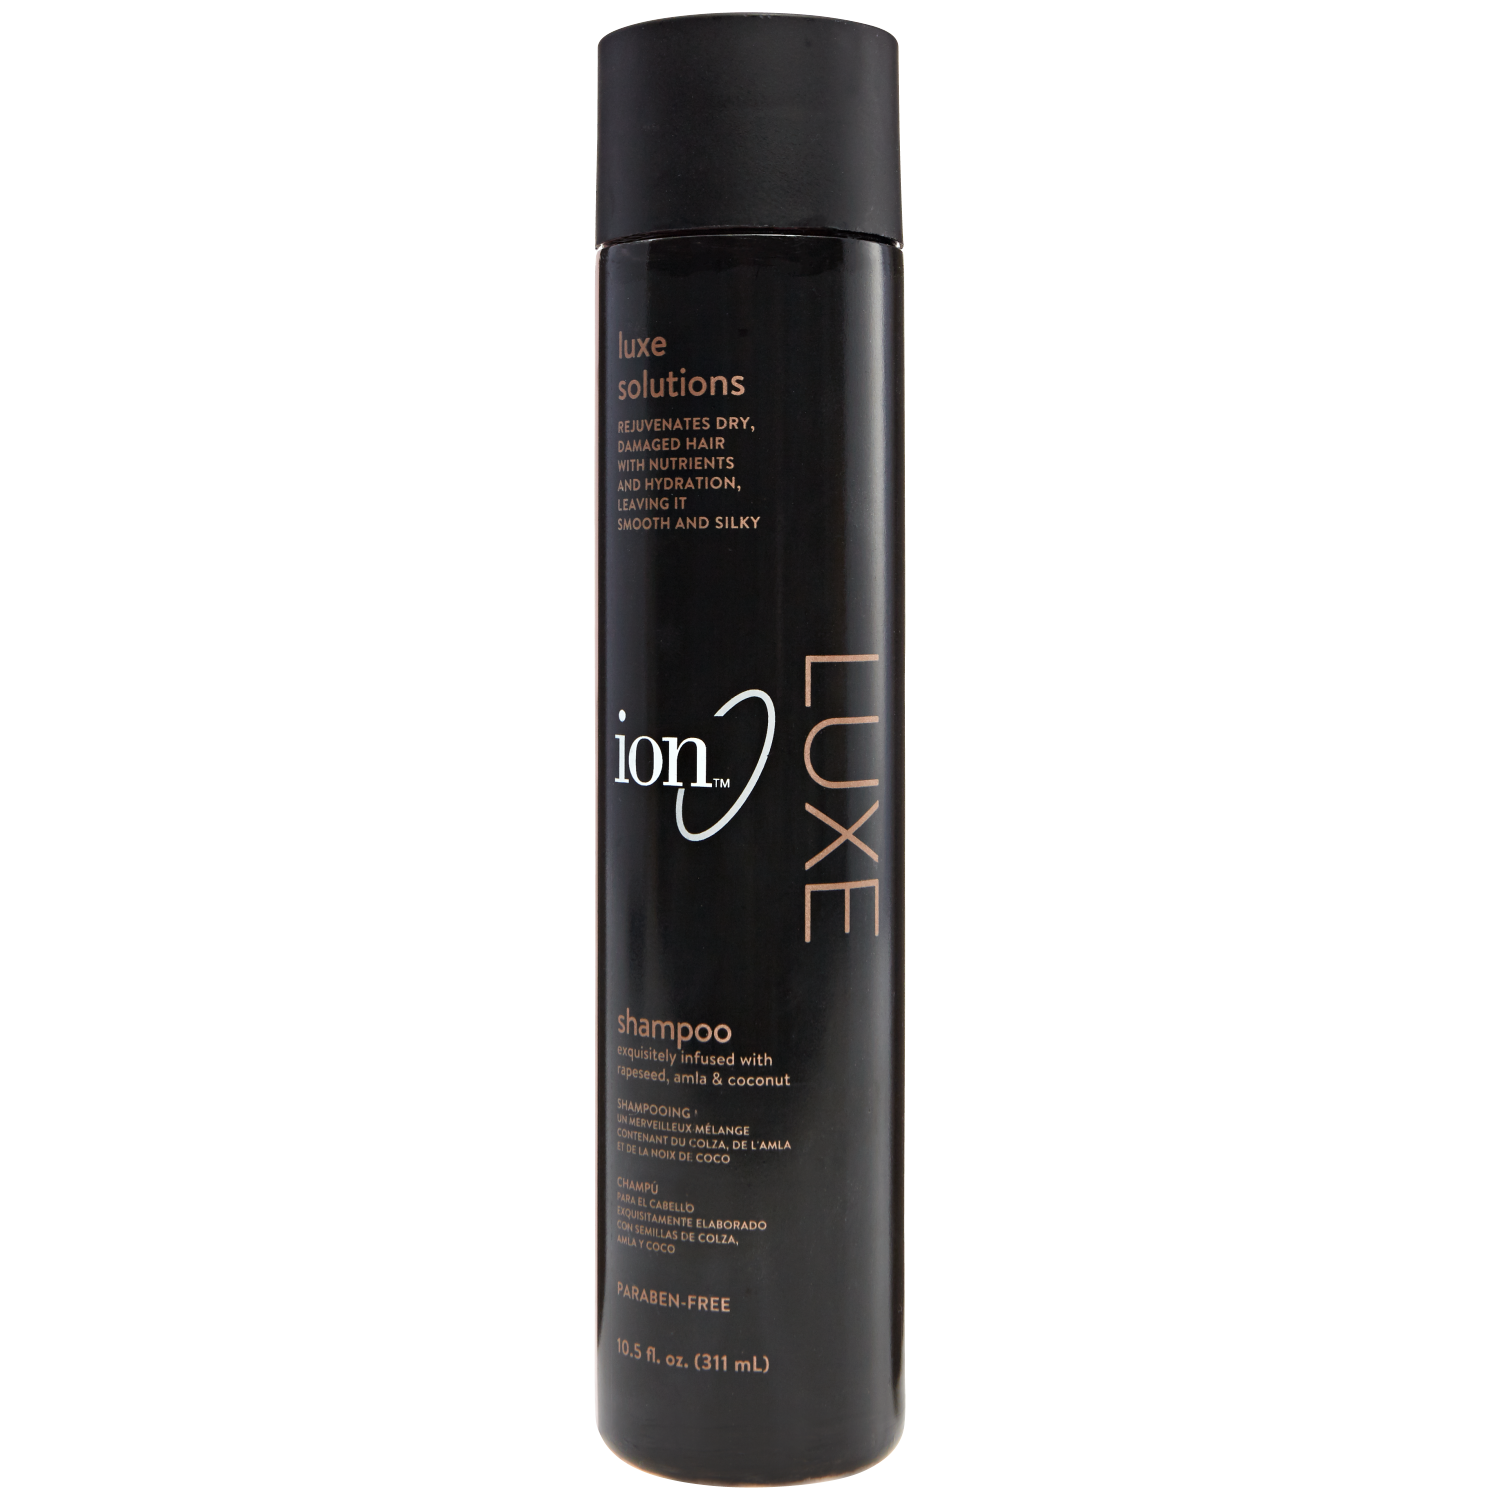 luxe
solutions
REJUVENATES DRY,
DAMAGED HAIR
WITH NUTRIENTS
AND HYDRATION,
LEAVING IT
SMOOTH AND SILKY
ion™
LUXE
shampoo
exquisitely infused with
rapeseed, amla & coconut
SHAMPOOING
UN MERVEILLEUX MÉLANGE
CONTENANT DU COLZA, DE L'AMLA
ET DE LA NOIX DE COCO
CHAMPÚ
PARA EL CABELLO
EXQUISITAMENTE ELABORADO
CON SEMILLAS DE COLZA,
AMLA Y COCO
PARABEN-FREE
10.5 fl. oz. (311 mL)